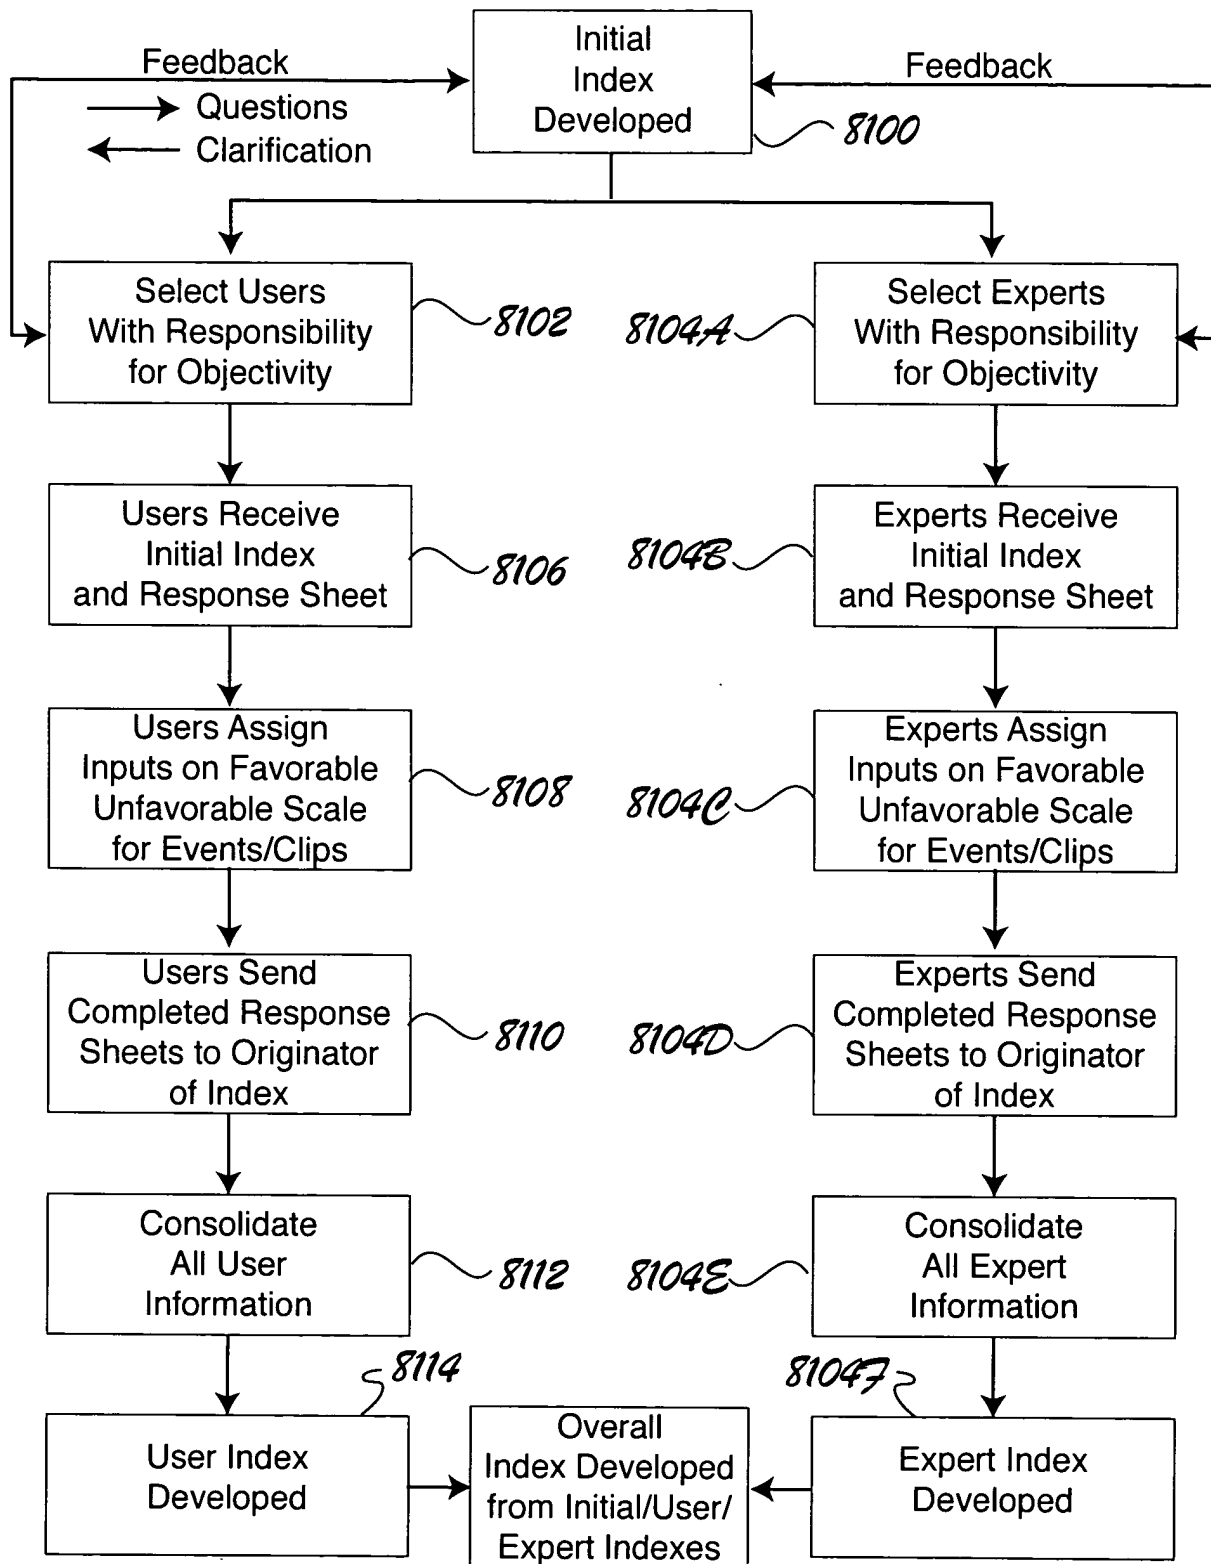 Initial
Index
Developed
8100
Feedback
Feedback
Questions
Clarification
Select Users
With Responsibility
for Objectivity
8102
8104A
Select Experts
With Responsibility
for Objectivity
Users Receive
Initial Index
and Response Sheet
8106
8104B
Experts Receive
Initial Index
and Response Sheet
Users Assign
Inputs on Favorable
Unfavorable Scale
for Events/Clips
8108
8104C
Experts Assign
Inputs on Favorable
Unfavorable Scale
for Events/Clips
Users Send
Completed Response
Sheets to Originator
of Index
8110
8104D
Experts Send
Completed Response
Sheets to Originator
of Index
Consolidate
All User
Information
8112
8104E
Consolidate
All Expert
Information
8114
8104F
User Index
Developed
Overall
Index Developed
from Initial/User/
Expert Indexes
Expert Index
Developed